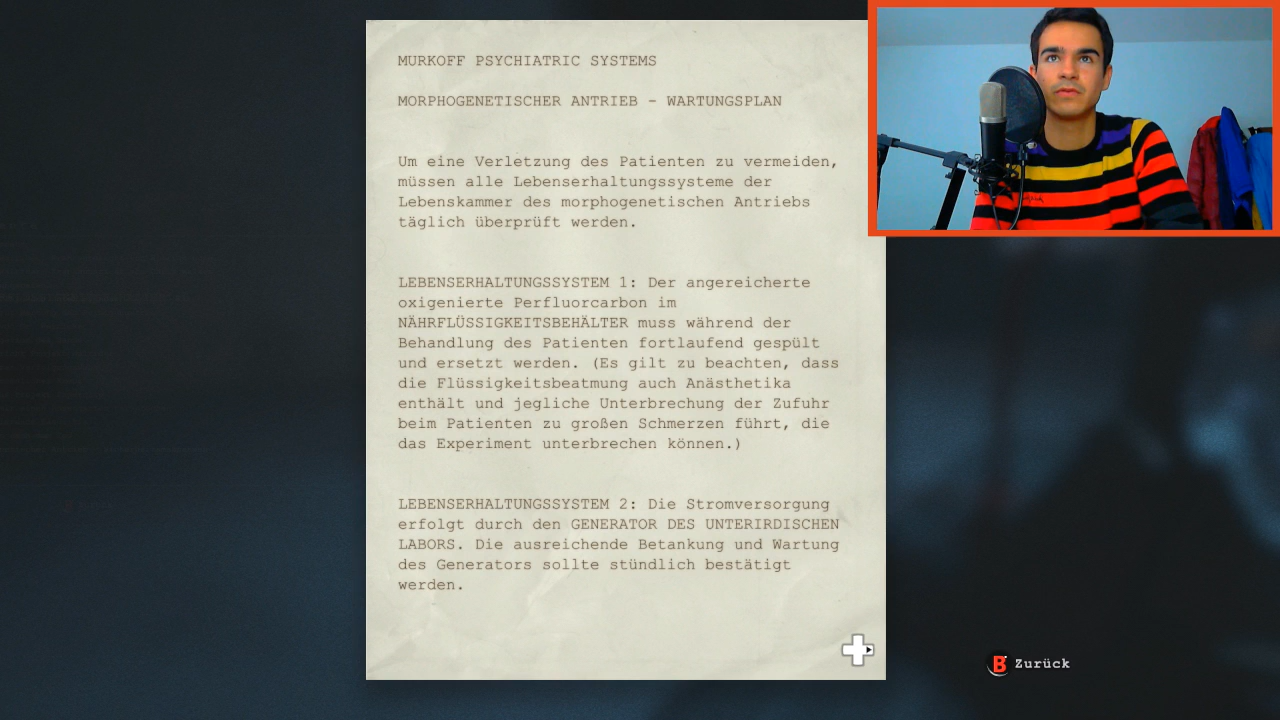 MURKOFF PSYCHIATRIC SYSTEMS
MORPHOGENETISCHER ANTRIEB - WARTUNGSPLAN
Um eine Verletzung des Patienten zu vermeiden,
müssen alle Lebenserhaltungssysteme der
Lebenskammer des morphogenetischen Antriebs
täglich überprüft werden.
LEBENSERHALTUNGSSYSTEM 1: Der angereicherte
oxigenierte Perfluorcarbon im
NÄHRFLÜSSIGKEITSBEHÄLTER muss während der
Behandlung des Patienten fortlaufend gespült
und ersetzt werden. (Es gilt zu beachten, dass
die Flüssigkeitsbeatmung auch Anästhetika
enthält und jegliche Unterbrechung der Zufuhr
beim Patienten zu großen Schmerzen führt, die
das Experiment unterbrechen können.)
LEBENSERHALTUNGSSYSTEM 2: Die Stromversorgung
erfolgt durch den GENERATOR DES UNTERIRDISCHEN
LABORS. Die ausreichende Betankung und Wartung
des Generators sollte stündlich bestätigt
werden.
B Zurück